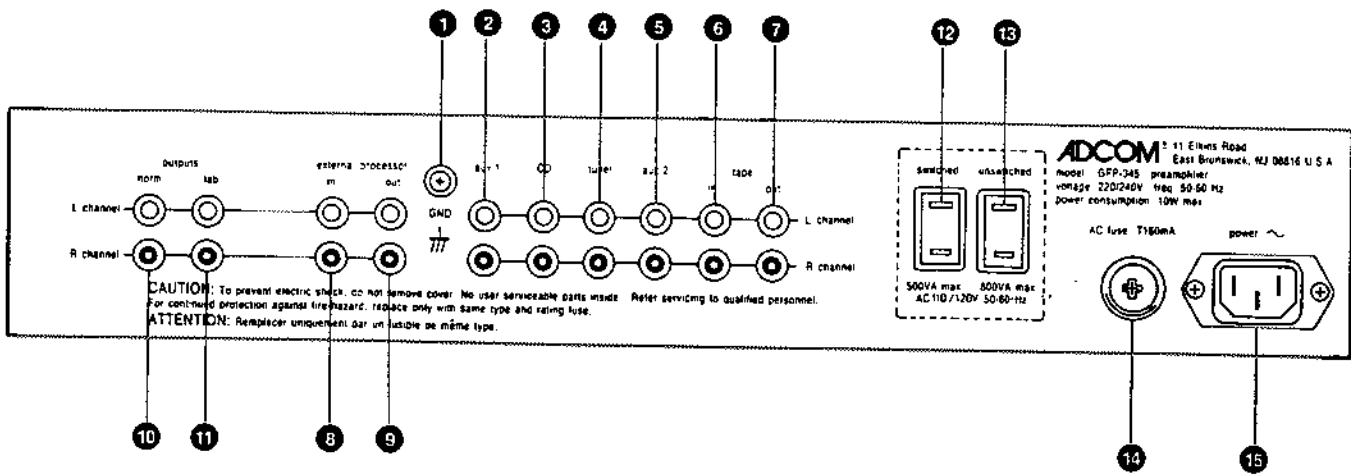 1 2 3 4 5 6 7 12 13
outputs
norm lab
external processor
in out
GND
aux 1 CD tuner aux 2
tape
in out
L channel
R channel
L channel
R channel
switched unswitched
500VA max 800VA max
AC 110/120V 50-60Hz
ADCOM 11 Elkins Road
East Brunswick, NJ 08816 U S A
model GFP-345 preamplifier
voltage 220/240V freq 50-60 Hz
power consumption 10W max
AC fuse T160mA
power ~
CAUTION: To prevent electric shock, do not remove cover. No user serviceable parts inside. Refer servicing to qualified personnel.
For continued protection against fire hazard, replace only with same type and rating fuse.
ATTENTION: Remplacer uniquement par un fusible de même type.
10 11 8 9 14 15